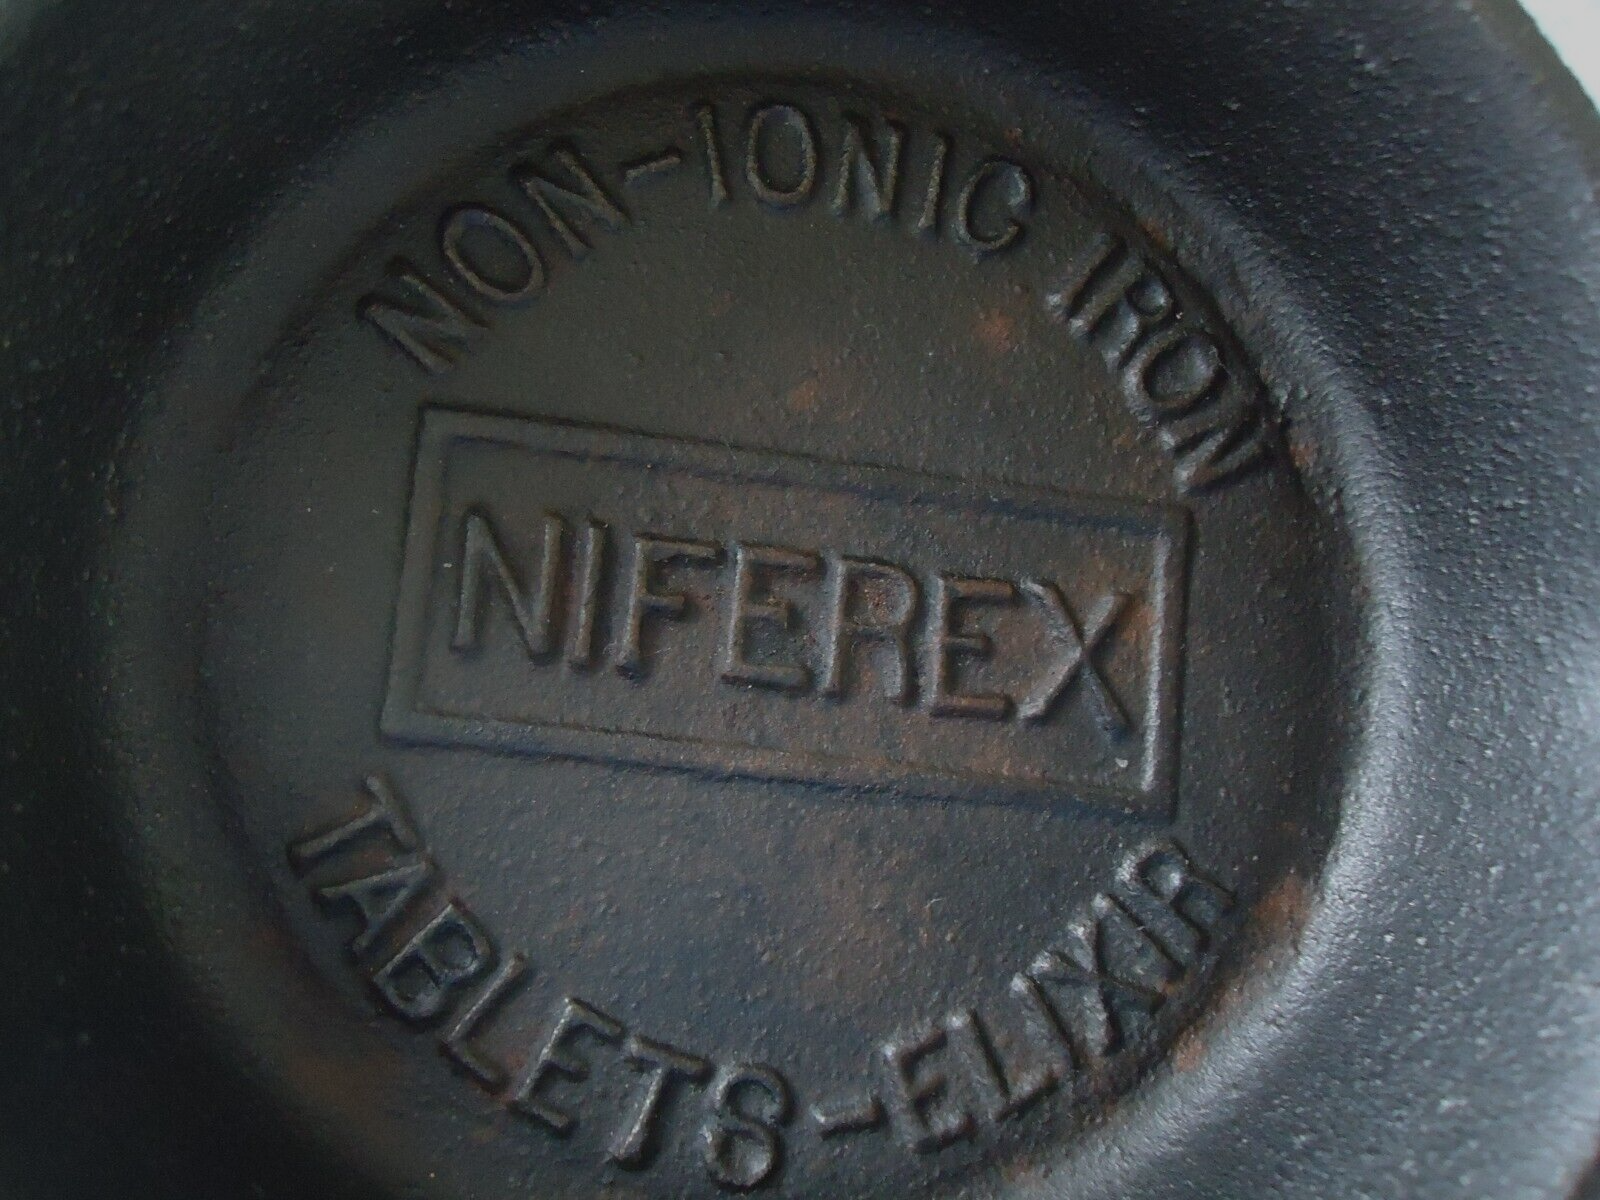 NON-IONIC IRON
NIFEREX
TABLETS-ELIXIR